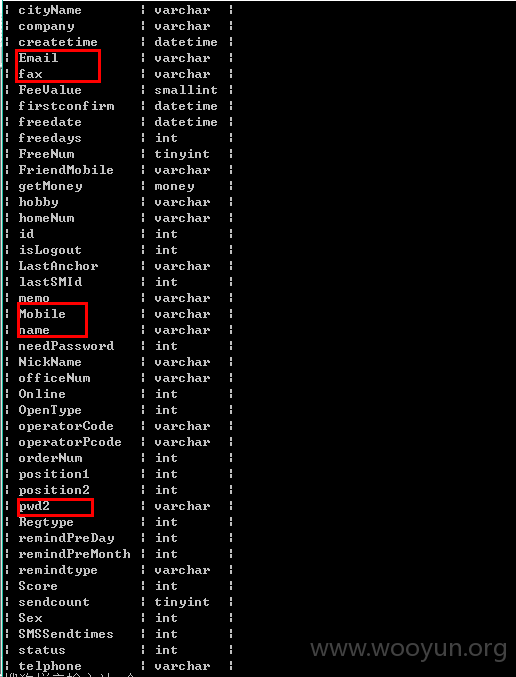 ¦ cityName ¦ varchar ¦
¦ company ¦ varchar ¦
¦ createtime ¦ datetime ¦
¦ Email ¦ varchar ¦
¦ fax ¦ varchar ¦
¦ FeeValue ¦ smallint ¦
¦ firstconfirm ¦ datetime ¦
¦ freedate ¦ datetime ¦
¦ freedays ¦ int ¦
¦ FreeNum ¦ tinyint ¦
¦ FriendMobile ¦ varchar ¦
¦ getMoney ¦ money ¦
¦ hobby ¦ varchar ¦
¦ homeNum ¦ varchar ¦
¦ id ¦ int ¦
¦ isLogout ¦ int ¦
¦ LastAnchor ¦ varchar ¦
¦ lastSMId ¦ int ¦
¦ memo ¦ varchar ¦
¦ Mobile ¦ varchar ¦
¦ name ¦ varchar ¦
¦ needPassword ¦ int ¦
¦ NickName ¦ varchar ¦
¦ officeNum ¦ varchar ¦
¦ Online ¦ int ¦
¦ OpenType ¦ int ¦
¦ operatorCode ¦ varchar ¦
¦ operatorPcode ¦ varchar ¦
¦ orderNum ¦ int ¦
¦ position1 ¦ int ¦
¦ position2 ¦ int ¦
¦ pwd2 ¦ varchar ¦
¦ Regtype ¦ int ¦
¦ remindPreDay ¦ int ¦
¦ remindPreMonth ¦ int ¦
¦ remindtype ¦ varchar ¦
¦ Score ¦ int ¦
¦ sendcount ¦ tinyint ¦
¦ Sex ¦ int ¦
¦ SMSSendtimes ¦ int ¦
¦ status ¦ int ¦
¦ telphone ¦ varchar ¦
www.wooyun.org